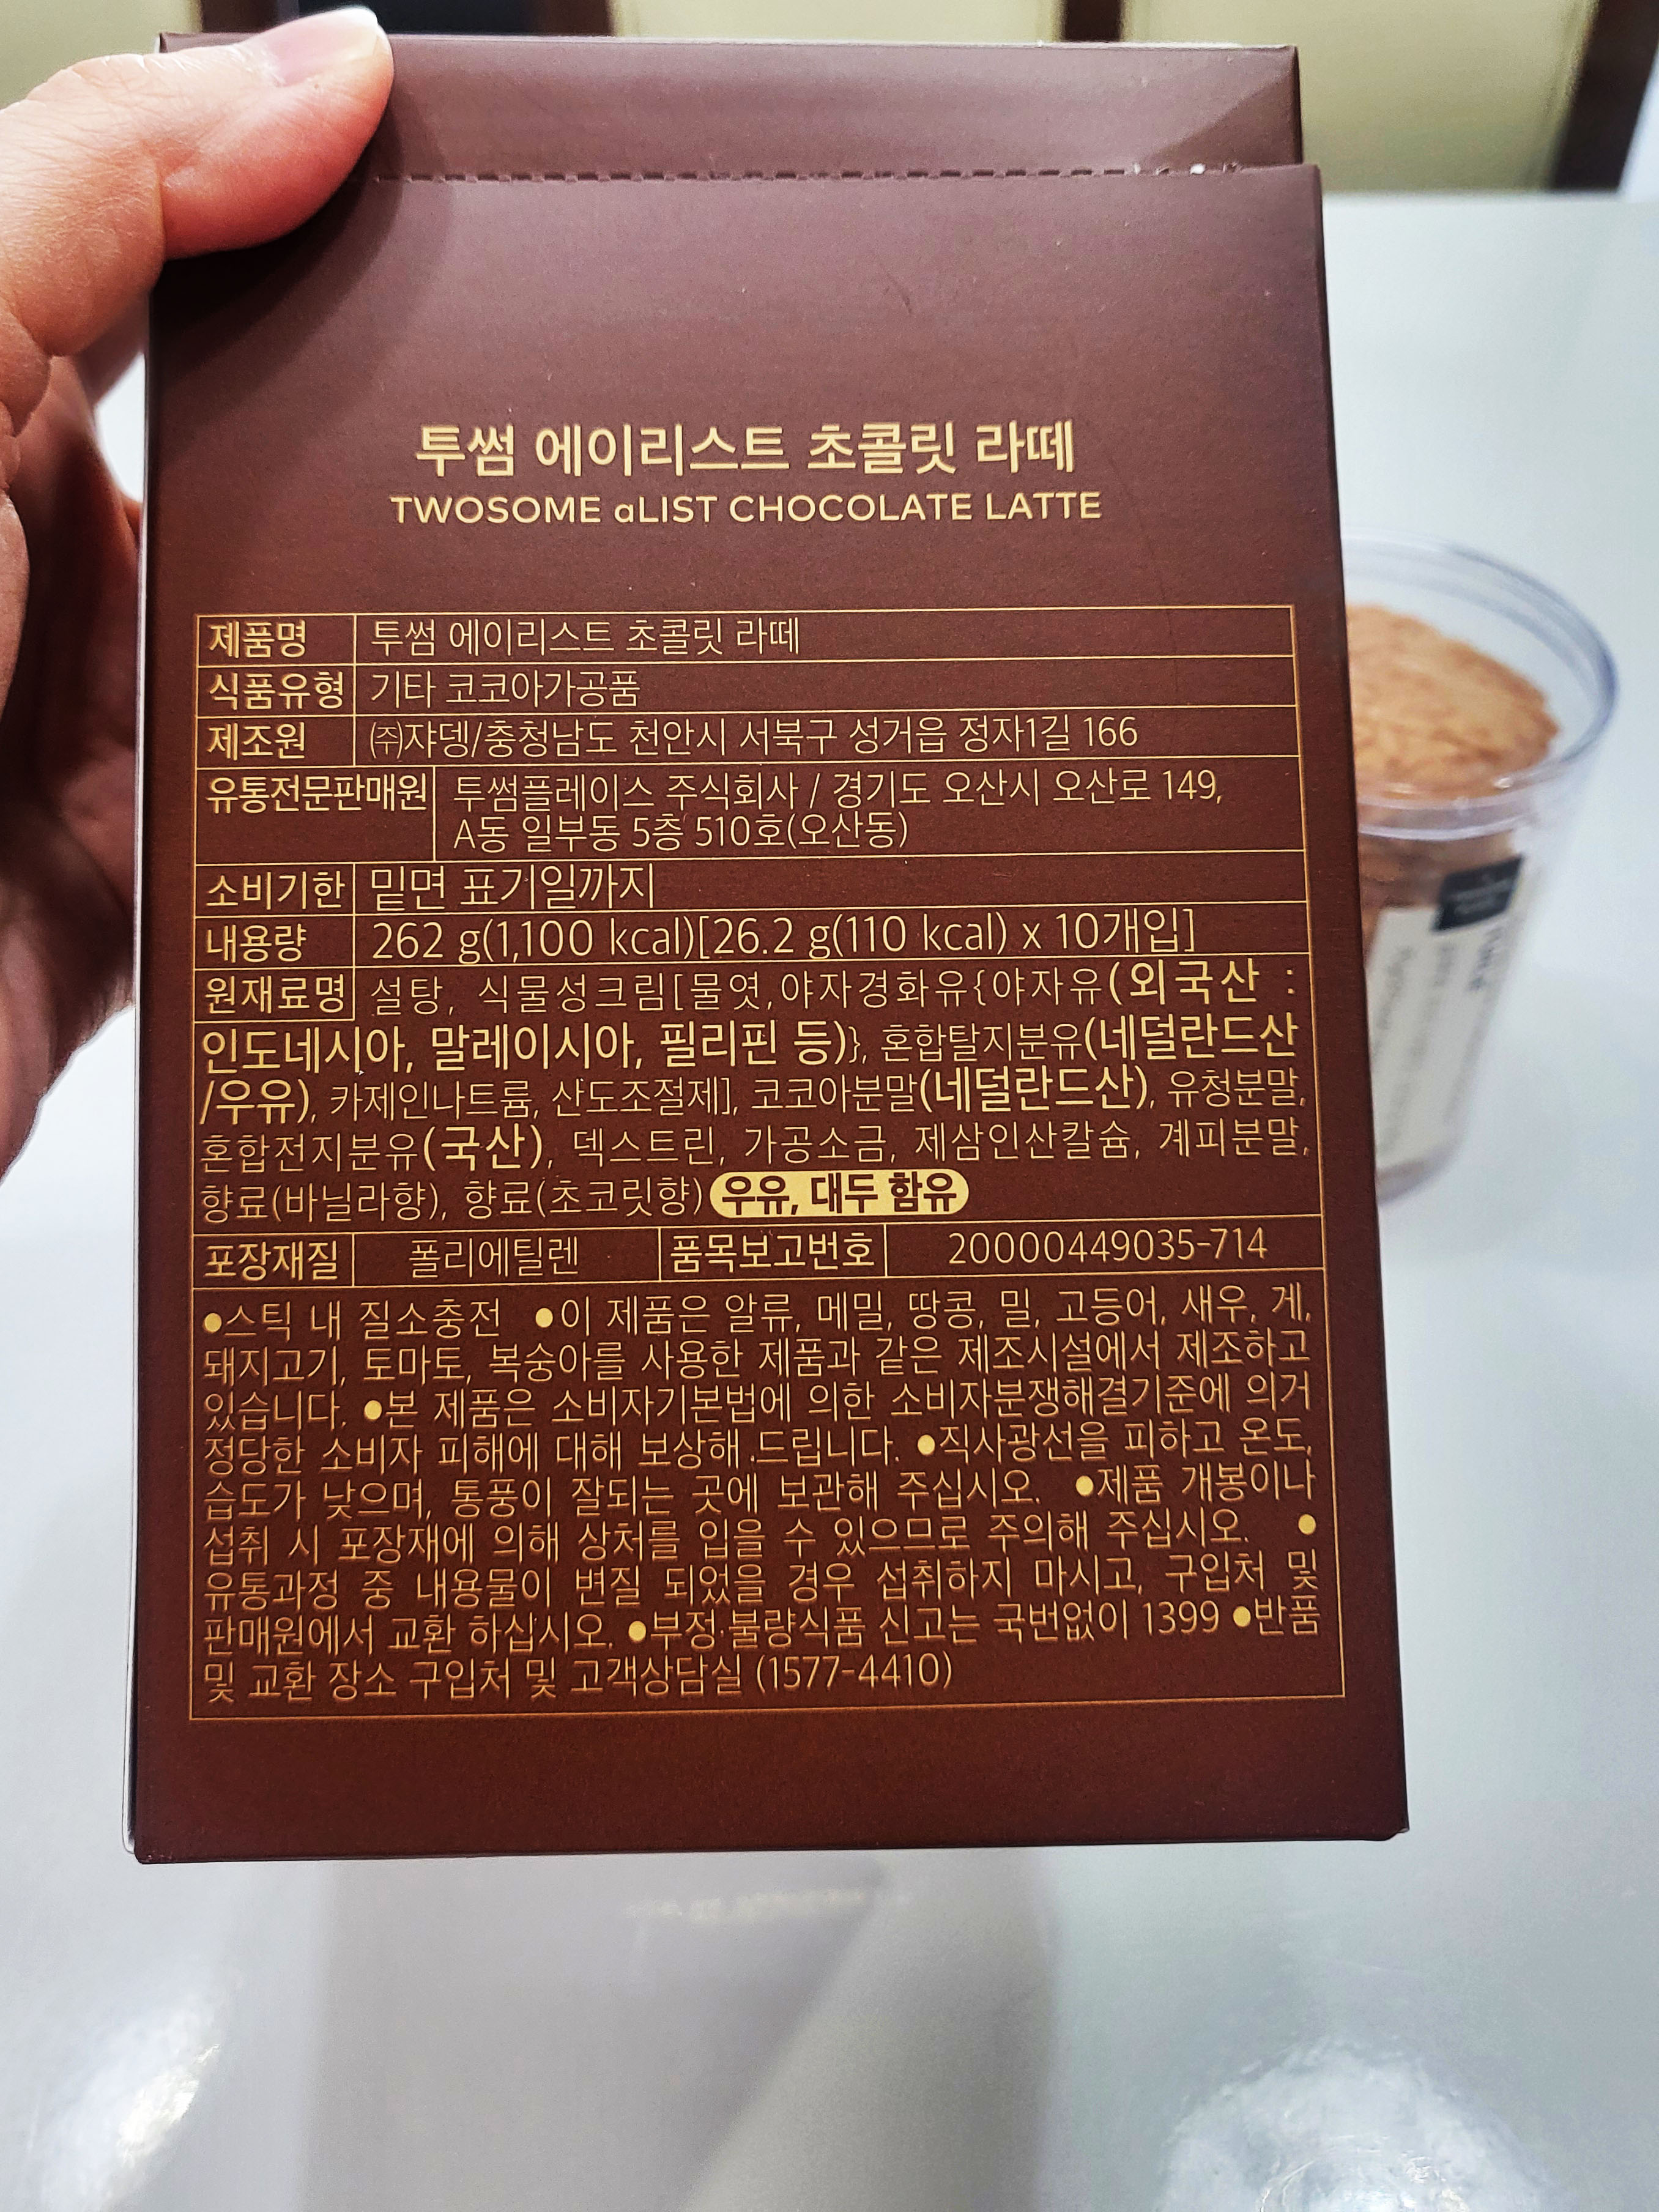 투썸 에이리스트 초콜릿 라떼
TWOSOME aLIST CHOCOLATE LATTE
제품명 투썸 에이리스트 초콜릿 라떼
식품유형 기타 코코아가공품
제조원 ㈜쟈뎅/충청남도 천안시 서북구 성거읍 정자1길 166
유통전문판매원 투썸플레이스 주식회사 / 경기도 오산시 오산로 149,
A동 일부동 5층 510호(오산동)
소비기한 밑면 표기일까지
내용량 262 g(1,100 kcal)[26.2 g(110 kcal) x 10개입]
원재료명 설탕, 식물성크림[물엿,야자경화유{야자유(외국산 :
인도네시아, 말레이시아, 필리핀 등)}, 혼합탈지분유(네덜란드산
/우유), 카제인나트륨, 산도조절제], 코코아분말(네덜란드산), 유청분말,
혼합전지분유(국산), 덱스트린, 가공소금, 제삼인산칼슘, 계피분말,
향료(바닐라향), 향료(초코릿향) 우유, 대두 함유
포장재질 폴리에틸렌 품목보고번호 20000449035-714
●스틱 내 질소충전 ●이 제품은 알류, 메밀, 땅콩, 밀, 고등어, 새우, 게,
돼지고기, 토마토, 복숭아를 사용한 제품과 같은 제조시설에서 제조하고
있습니다. ●본 제품은 소비자기본법에 의한 소비자분쟁해결기준에 의거
정당한 소비자 피해에 대해 보상해 드립니다. ●직사광선을 피하고 온도,
습도가 낮으며, 통풍이 잘되는 곳에 보관해 주십시오. ●제품 개봉이나
섭취 시 포장재에 의해 상처를 입을 수 있으므로 주의해 주십시오. ●
유통과정 중 내용물이 변질 되었을 경우 섭취하지 마시고, 구입처 및
판매원에서 교환 하십시오. ●부정·불량식품 신고는 국번없이 1399 ●반품
및 교환 장소 구입처 및 고객상담실 (1577-4410)